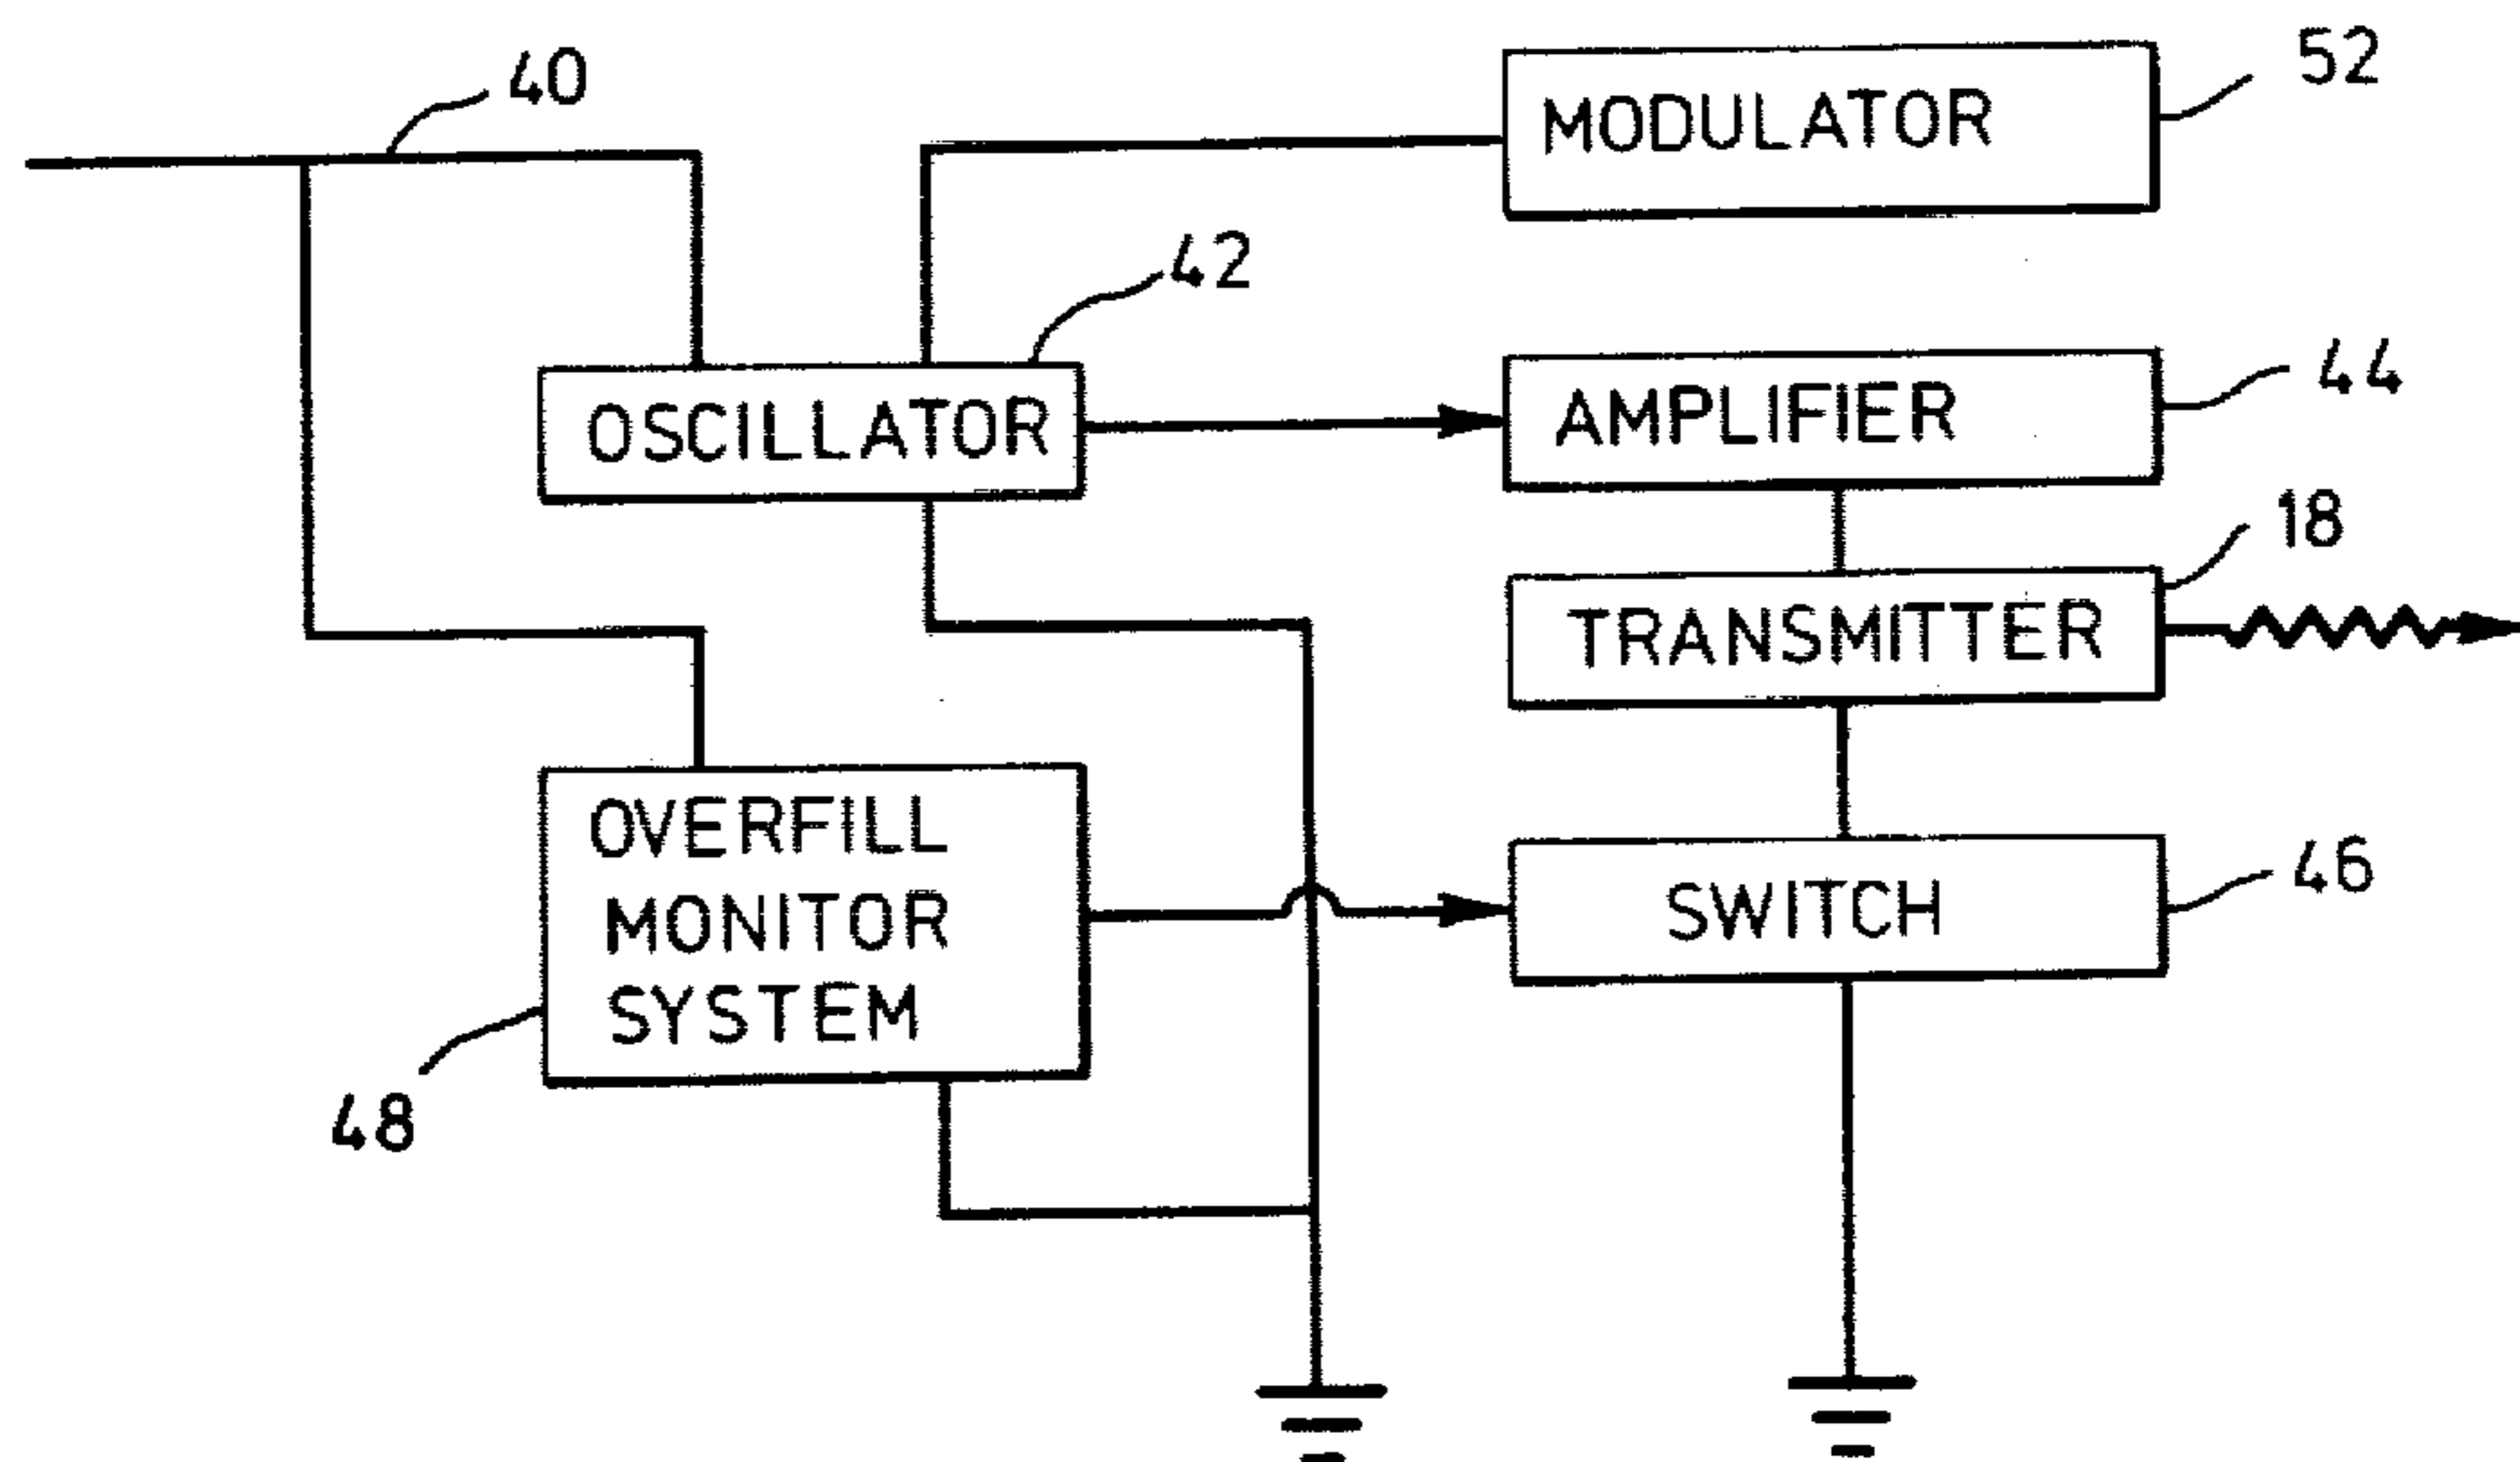 40
MODULATOR
52
42
OSCILLATOR
AMPLIFIER
44
18
TRANSMITTER
OVERFILL
MONITOR
SYSTEM
SWITCH
46
48